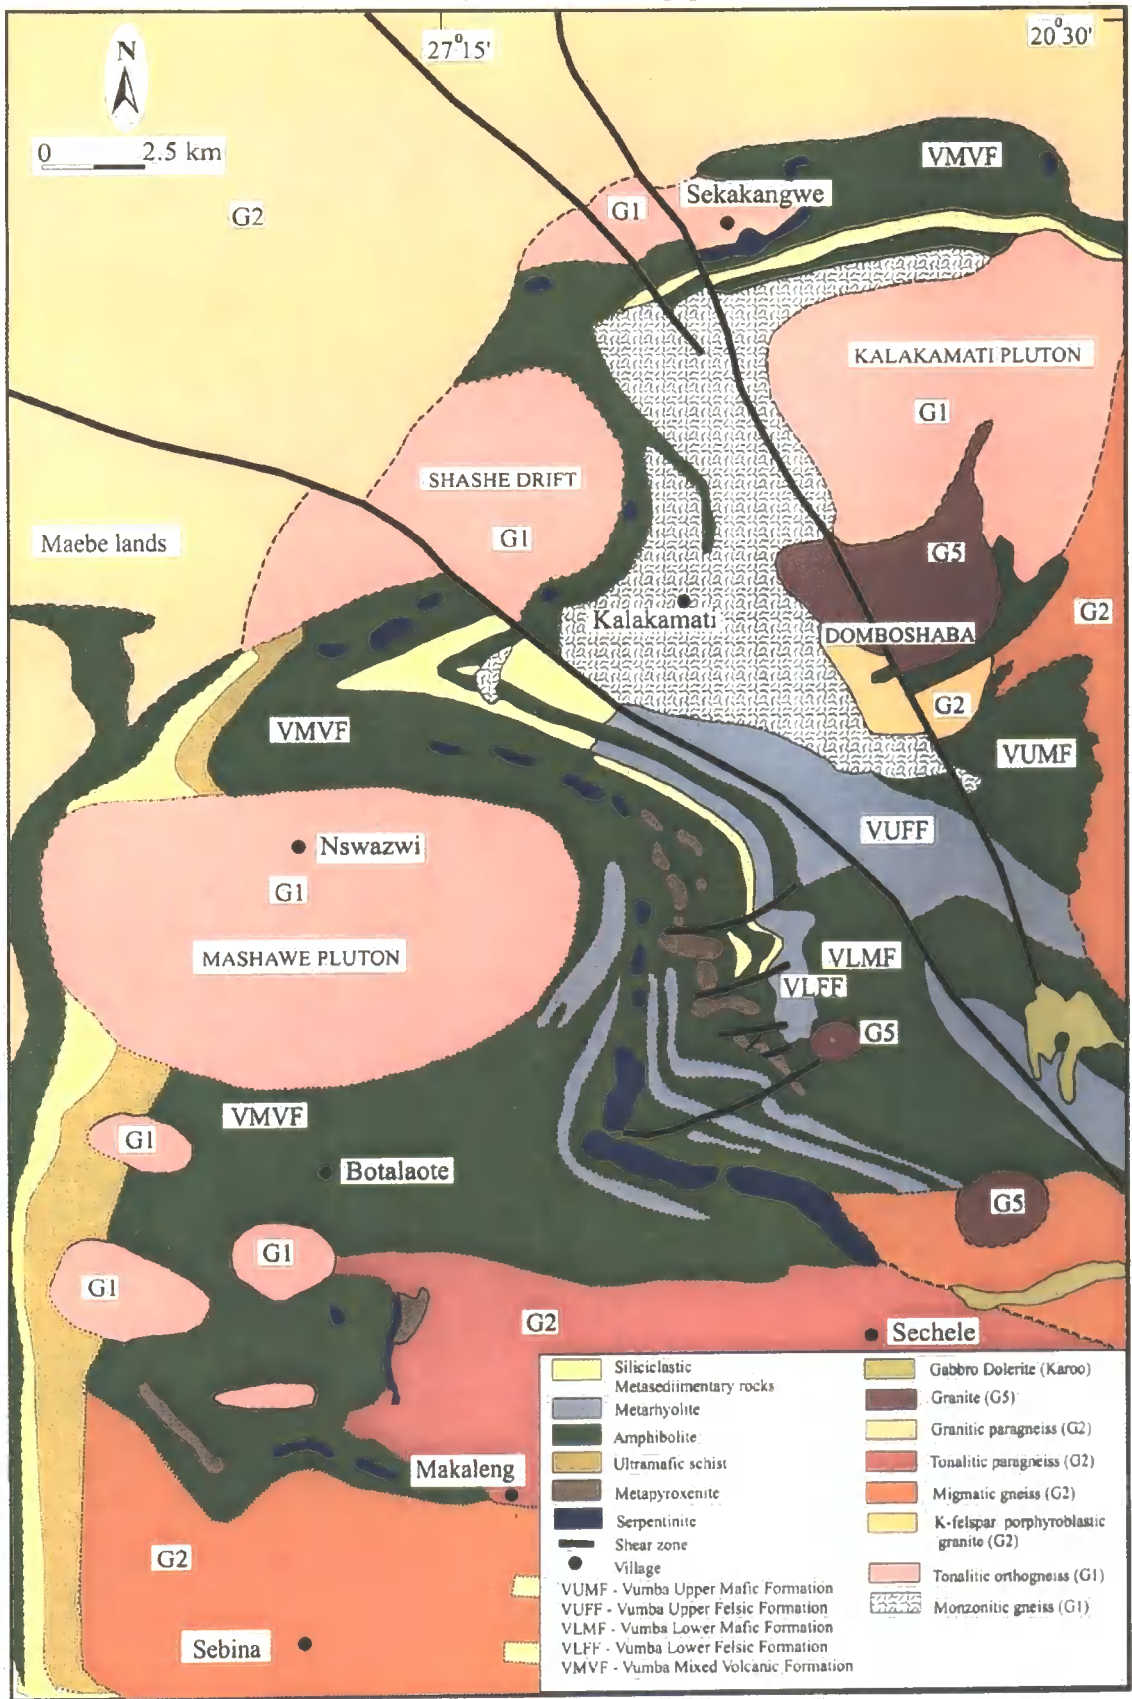 27°15'
20°30'
N
0 2.5 km
VMVF
G2
G1
Sekakangwe
KALAKAMATI PLUTON
G1
SHASHE DRIFT
G1
Maebe lands
G5
Kalakamati
G2
DOMBOSHABA
G2
VMVF
VUMF
VUFF
Nswazwi
G1
MASHAWE PLUTON
VLMF
VLFF
G5
VMVF
G1
Botalaote
G5
G1
G1
G2
Sechele
Makaleng
G2
Sebina
Siliciclastic
Metasediimentary rocks
Metarhyolite
Amphibolite
Ultramafic schist
Metapyroxenite
Serpentinite
Shear zone
Village
VUMF - Vumba Upper Mafic Formation
VUFF - Vumba Upper Felsic Formation
VLMF - Vumba Lower Mafic Formation
VLFF - Vumba Lower Felsic Formation
VMVF - Vumba Mixed Volcanic Formation
Gabbro Dolerite (Karoo)
Granite (G5)
Granitic paragneiss (G2)
Tonalitic paragneiss (G2)
Migmatic gneiss (G2)
K-felspar porphyroblastic
granite (G2)
Tonalitic orthogneiss (G1)
Monzonitic gneiss (G1)